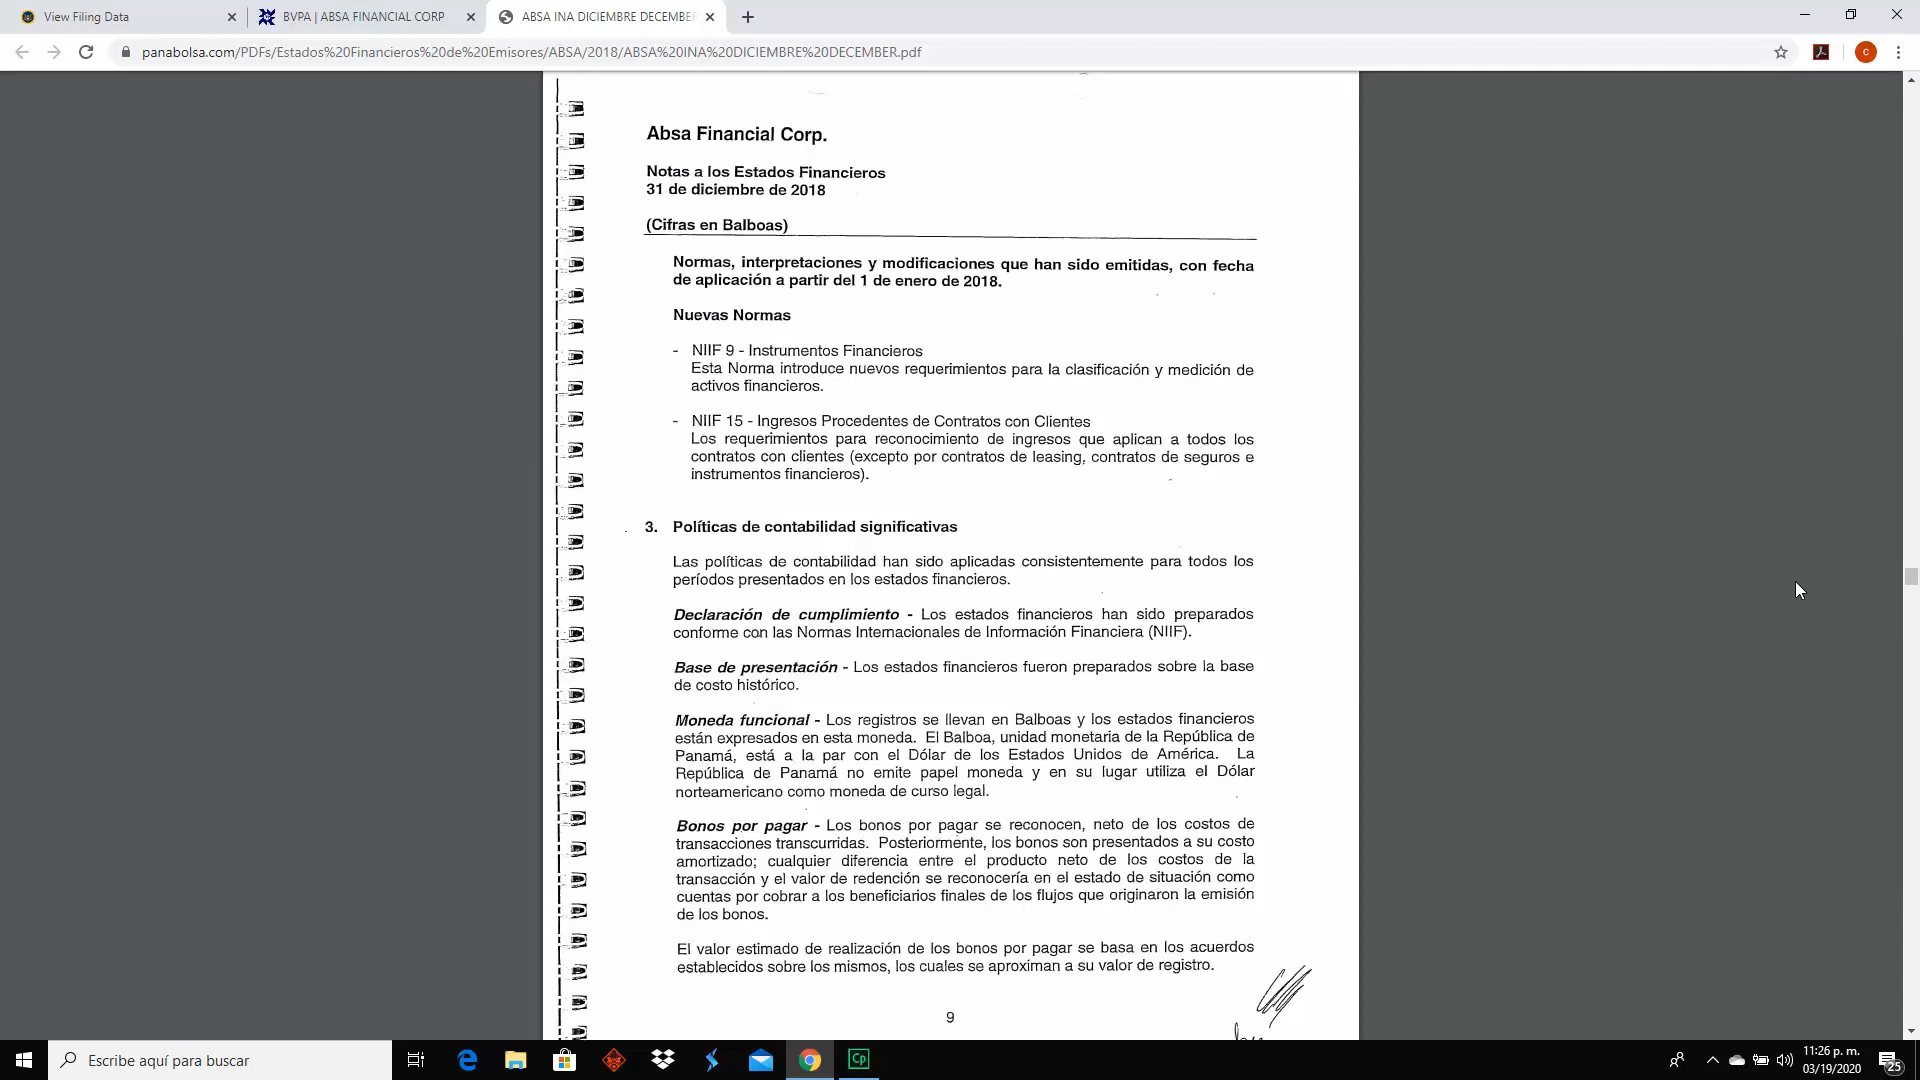 View Filing Data
BVPA | ABSA FINANCIAL CORP
ABSA INA DICIEMBRE DECEMBER
panabolsa.com/PDFs/Estados%20Financieros%20de%20Emisores/ABSA/2018/ABSA%20INA%20DICIEMBRE%20DECEMBER.pdf
c
Absa Financial Corp.
Notas a los Estados Financieros
31 de diciembre de 2018
(Cifras en Balboas)
Normas, interpretaciones y modificaciones que han sido emitidas, con fecha
de aplicación a partir del 1 de enero de 2018.
Nuevas Normas
- NIIF 9 - Instrumentos Financieros
Esta Norma introduce nuevos requerimientos para la clasificación y medición de
activos financieros.
- NIIF 15 - Ingresos Procedentes de Contratos con Clientes
Los requerimientos para reconocimiento de ingresos que aplican a todos los
contratos con clientes (excepto por contratos de leasing, contratos de seguros e
instrumentos financieros).
3. Políticas de contabilidad significativas
Las políticas de contabilidad han sido aplicadas consistentemente para todos los
períodos presentados en los estados financieros.
Declaración de cumplimiento - Los estados financieros han sido preparados
conforme con las Normas Internacionales de Información Financiera (NIIF).
Base de presentación - Los estados financieros fueron preparados sobre la base
de costo histórico.
Moneda funcional - Los registros se llevan en Balboas y los estados financieros
están expresados en esta moneda. El Balboa, unidad monetaria de la República de
Panamá, está a la par con el Dólar de los Estados Unidos de América. La
República de Panamá no emite papel moneda y en su lugar utiliza el Dólar
norteamericano como moneda de curso legal.
Bonos por pagar - Los bonos por pagar se reconocen, neto de los costos de
transacciones transcurridas. Posteriormente, los bonos son presentados a su costo
amortizado; cualquier diferencia entre el producto neto de los costos de la
transacción y el valor de redención se reconocería en el estado de situación como
cuentas por cobrar a los beneficiarios finales de los flujos que originaron la emisión
de los bonos.
El valor estimado de realización de los bonos por pagar se basa en los acuerdos
establecidos sobre los mismos, los cuales se aproximan a su valor de registro.
9
Escribe aquí para buscar
Cp
11:26 p. m.
03/19/2020
25